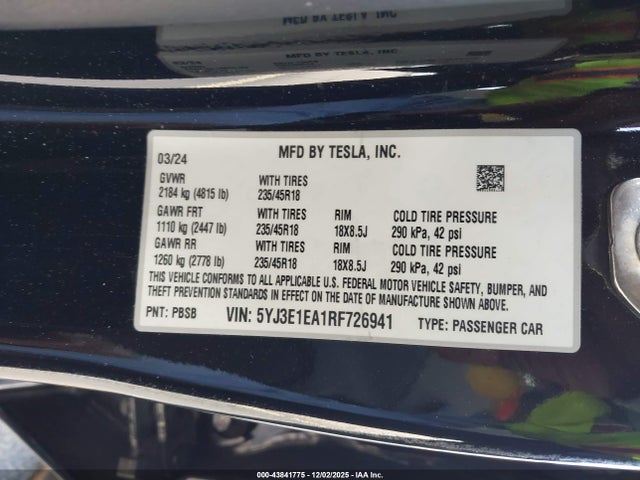 MFD BY TESLA, INC.
03/24
GVWR WITH TIRES
2184 kg (4815 lb) 235/45R18
GAWR FRT WITH TIRES RIM COLD TIRE PRESSURE
1110 kg (2447 lb) 235/45R18 18X8.5J 290 kPa, 42 psi
GAWR RR WITH TIRES RIM COLD TIRE PRESSURE
1260 kg (2778 lb) 235/45R18 18X8.5J 290 kPa, 42 psi
THIS VEHICLE CONFORMS TO ALL APPLICABLE U.S. FEDERAL MOTOR VEHICLE SAFETY, BUMPER, AND
THEFT PREVENTION STANDARDS IN EFFECT ON THE DATE OF MANUFACTURE SHOWN ABOVE.
PNT: PBSB VIN: 5YJ3E1EA1RF726941 TYPE: PASSENGER CAR
000-43841775 - 12/02/2025 - IAA Inc.